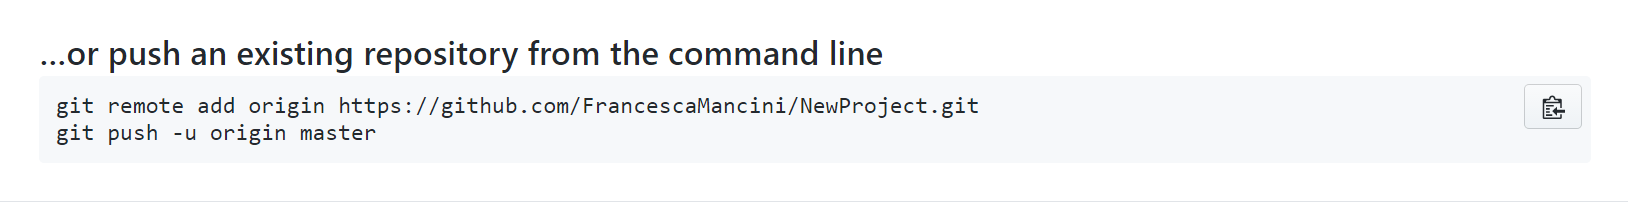 ...or push an existing repository from the command line
git remote add origin https://github.com/FrancescaMancini/NewProject.git
git push -u origin master